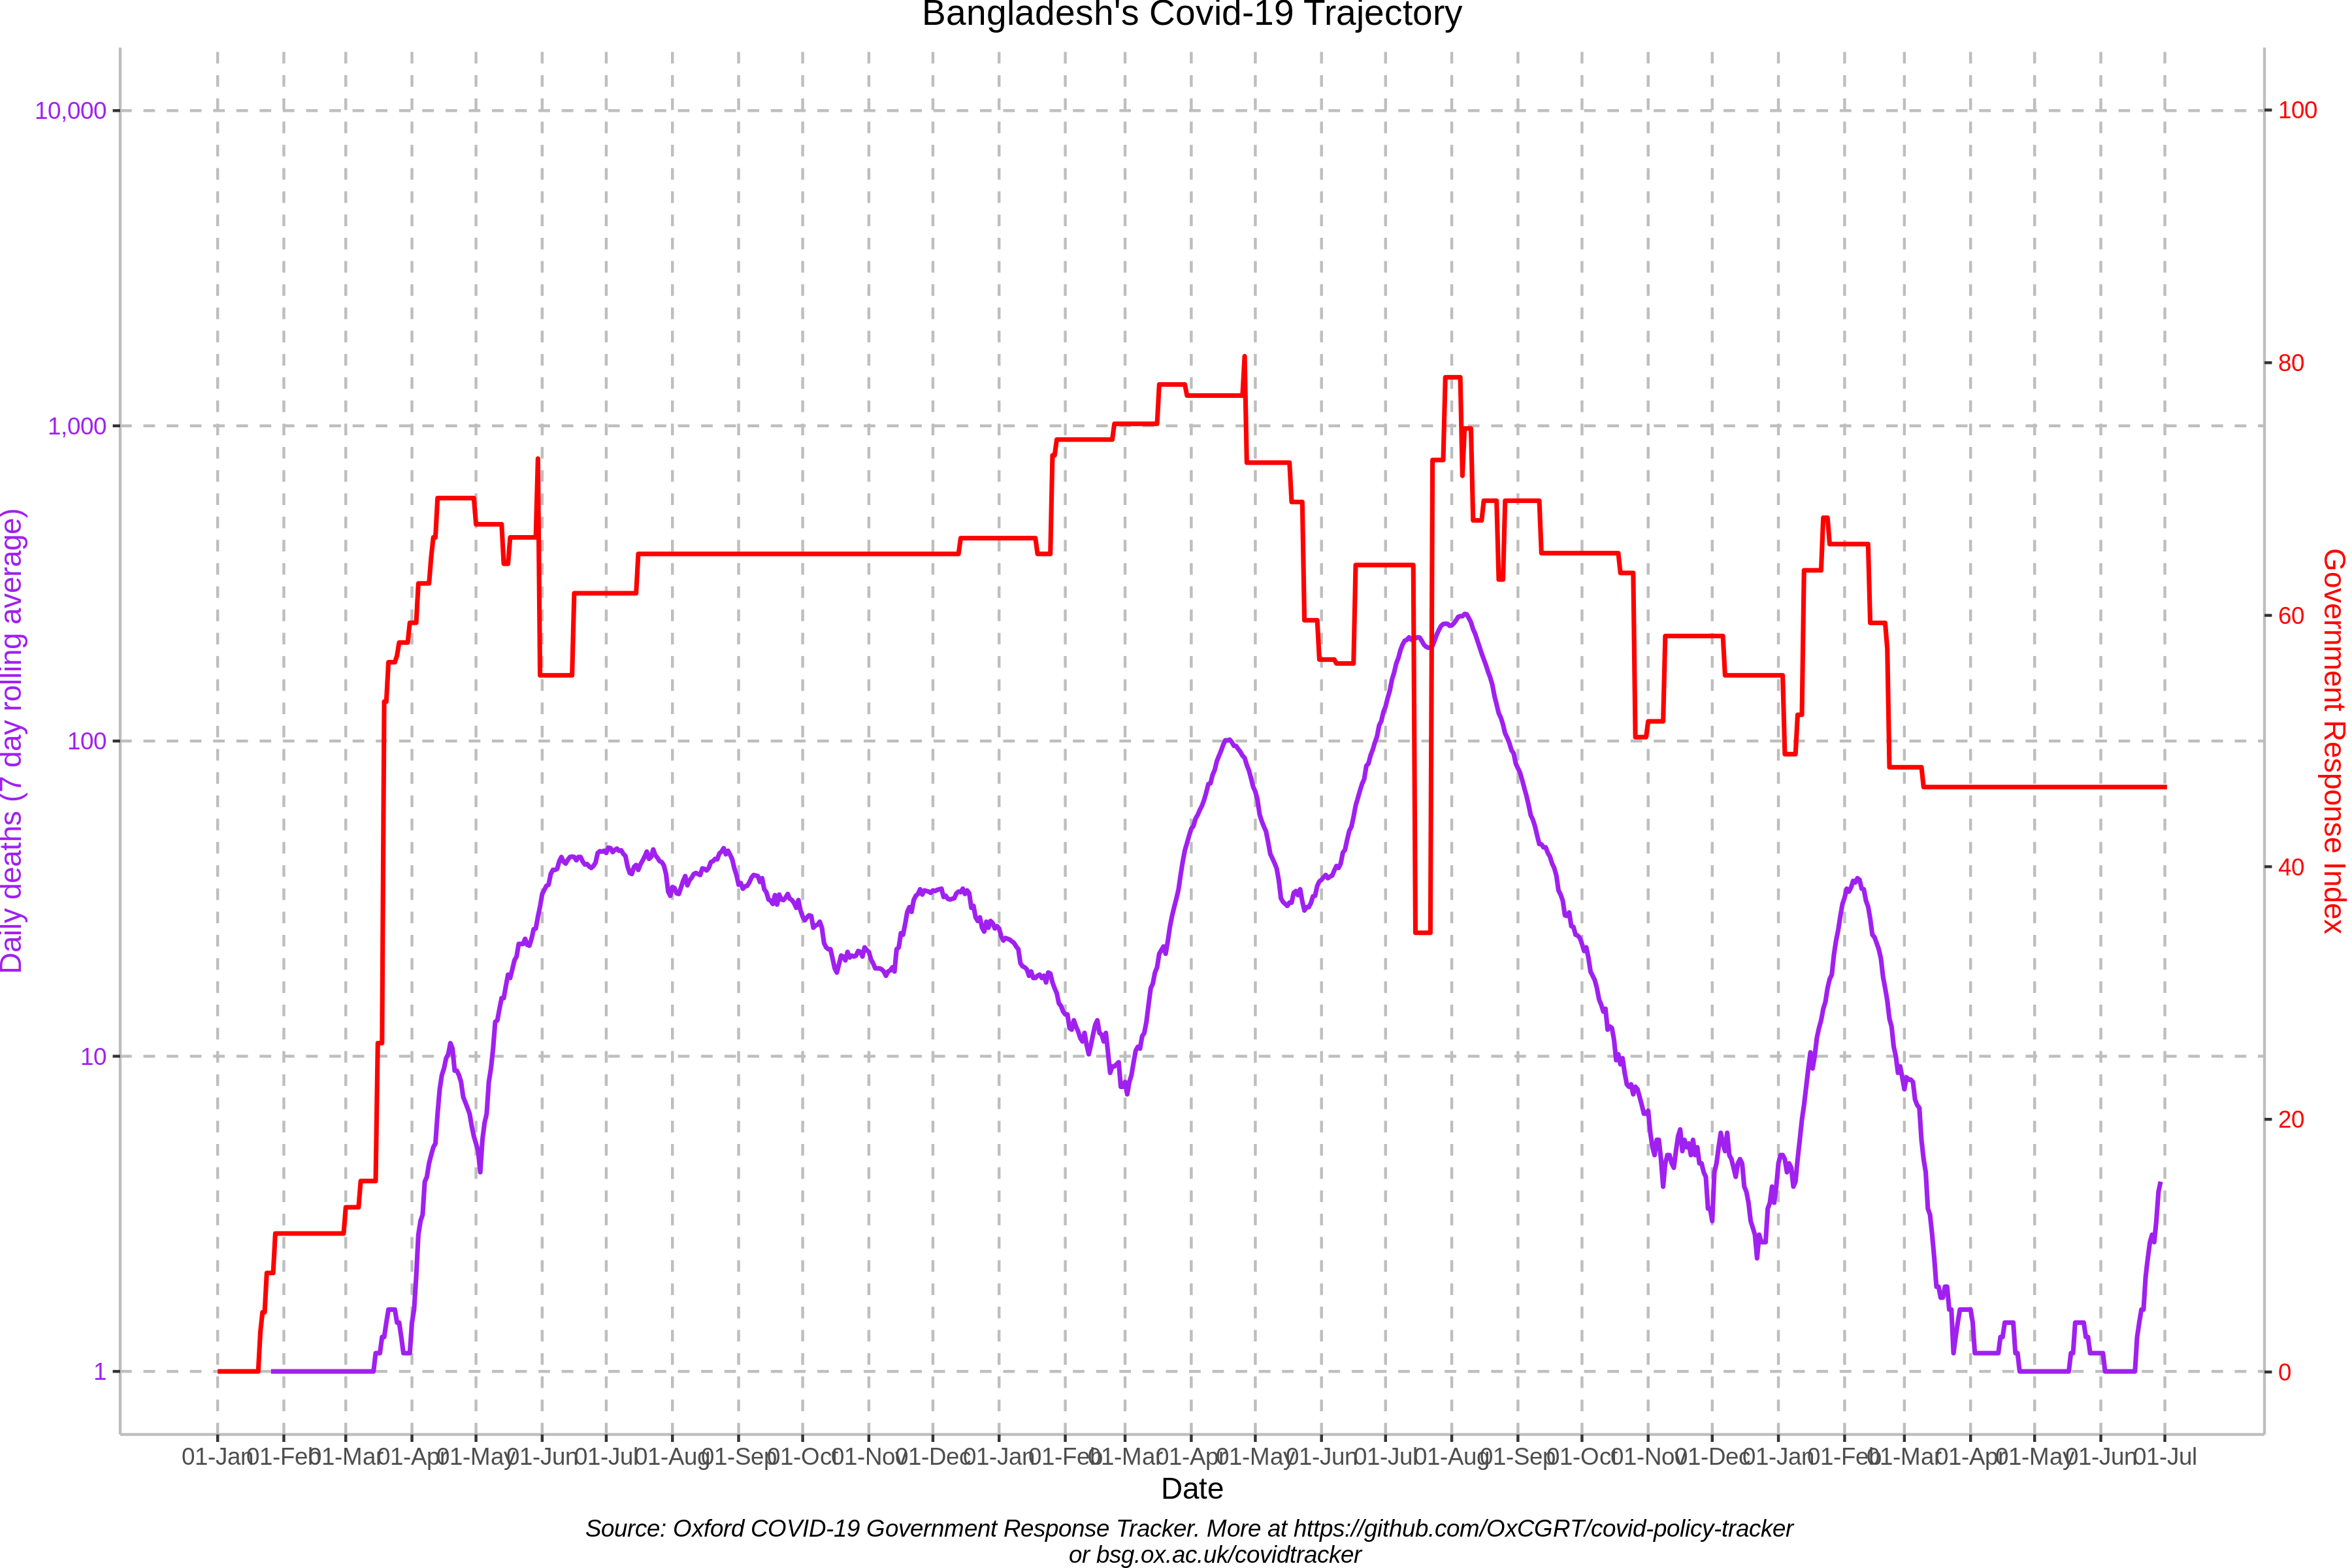 Bangladesh's Covid-19 Trajectory
10,000
1,000
100
10
1
Daily deaths (7 day rolling average)
100
80
60
40
20
0
Government Response Index
01-Jan 01-Feb 01-Mar 01-Apr 01-May 01-Jun 01-Jul 01-Aug 01-Sep 01-Oct 01-Nov 01-Dec 01-Jan 01-Feb 01-Mar 01-Apr 01-May 01-Jun 01-Jul 01-Aug 01-Sep 01-Oct 01-Nov 01-Dec 01-Jan 01-Feb 01-Mar 01-Apr 01-May 01-Jun 01-Jul
Date
Source: Oxford COVID-19 Government Response Tracker. More at https://github.com/OxCGRT/covid-policy-tracker
or bsg.ox.ac.uk/covidtracker